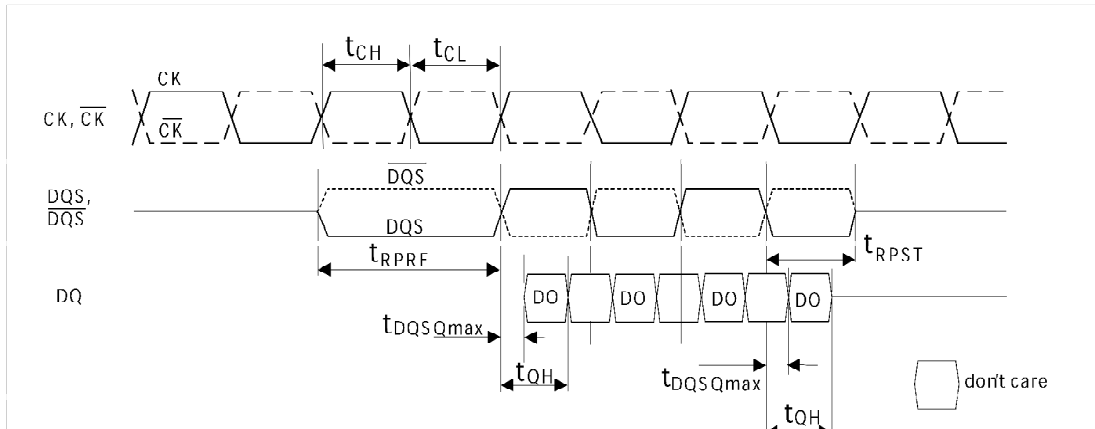 tCH tCL
CK
CK, CK
CK
DQS
DQS,
DQS
DQS
tRPRF
tRPST
DQ
DO DO DO DO
tDQSQmax
tQH
tDQSQmax
don't care
tQH